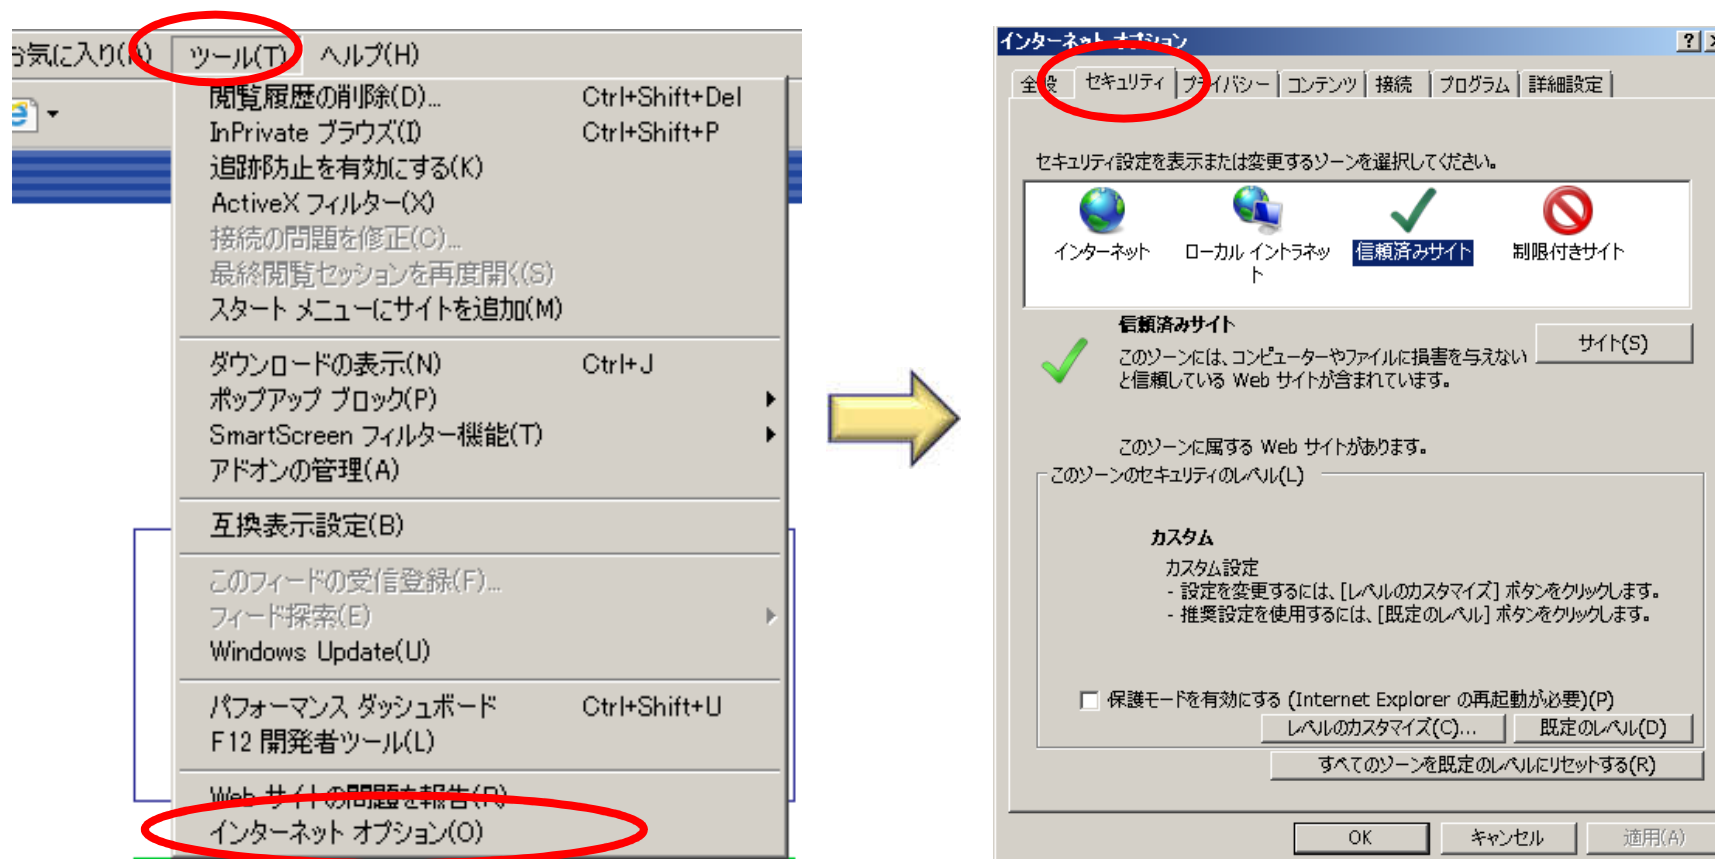 お気に入り(A) ツール(T) ヘルプ(H)
閲覧履歴の削除(D)... Ctrl+Shift+Del
InPrivate ブラウズ(I) Ctrl+Shift+P
追跡防止を有効にする(K)
ActiveX フィルター(X)
接続の問題を修正(C)...
最終閲覧セッションを再度開く(S)
スタート メニューにサイトを追加(M)
ダウンロードの表示(N) Ctrl+J
ポップアップ ブロック(P)
SmartScreen フィルター機能(T)
アドオンの管理(A)
互換表示設定(B)
このフィードの受信登録(F)...
フィード探索(E)
Windows Update(U)
パフォーマンス ダッシュボード Ctrl+Shift+U
F12 開発者ツール(L)
Web サイトの問題を報告(R)
インターネット オプション(O)
インターネット オプション
全般 セキュリティ プライバシー コンテンツ 接続 プログラム 詳細設定
セキュリティ設定を表示または変更するゾーンを選択してください。
インターネット ローカル イントラネッ 信頼済みサイト 制限付きサイト
ト
信頼済みサイト
サイト(S)
このゾーンには、コンピューターやファイルに損害を与えない
と信頼している Web サイトが含まれています。
このゾーンに属する Web サイトがあります。
このゾーンのセキュリティのレベル(L)
カスタム
カスタム設定
- 設定を変更するには、[レベルのカスタマイズ] ボタンをクリックします。
- 推奨設定を使用するには、[既定のレベル] ボタンをクリックします。
保護モードを有効にする (Internet Explorer の再起動が必要)(P)
レベルのカスタマイズ(C)... 既定のレベル(D)
すべてのゾーンを既定のレベルにリセットする(R)
OK キャンセル 適用(A)